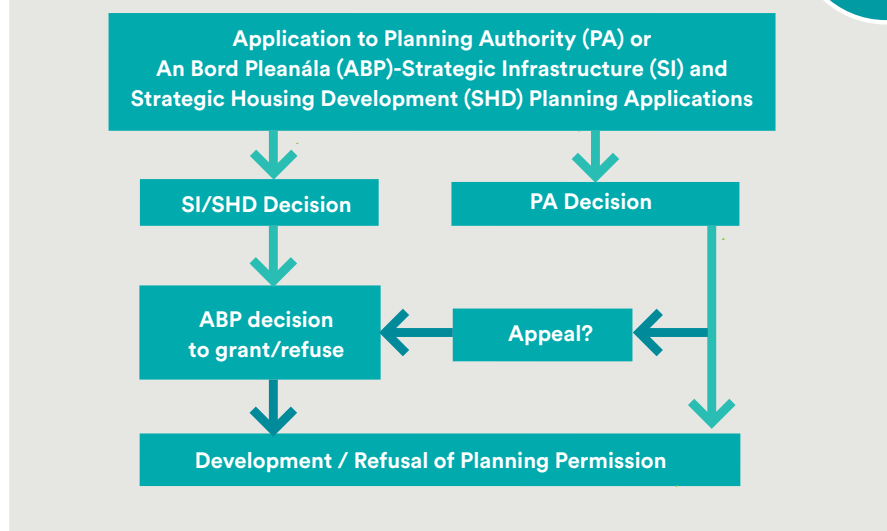 Application to Planning Authority (PA) or
An Bord Pleanála (ABP)-Strategic Infrastructure (SI) and
Strategic Housing Development (SHD) Planning Applications
SI/SHD Decision
PA Decision
ABP decision
to grant/refuse
Appeal?
Development / Refusal of Planning Permission